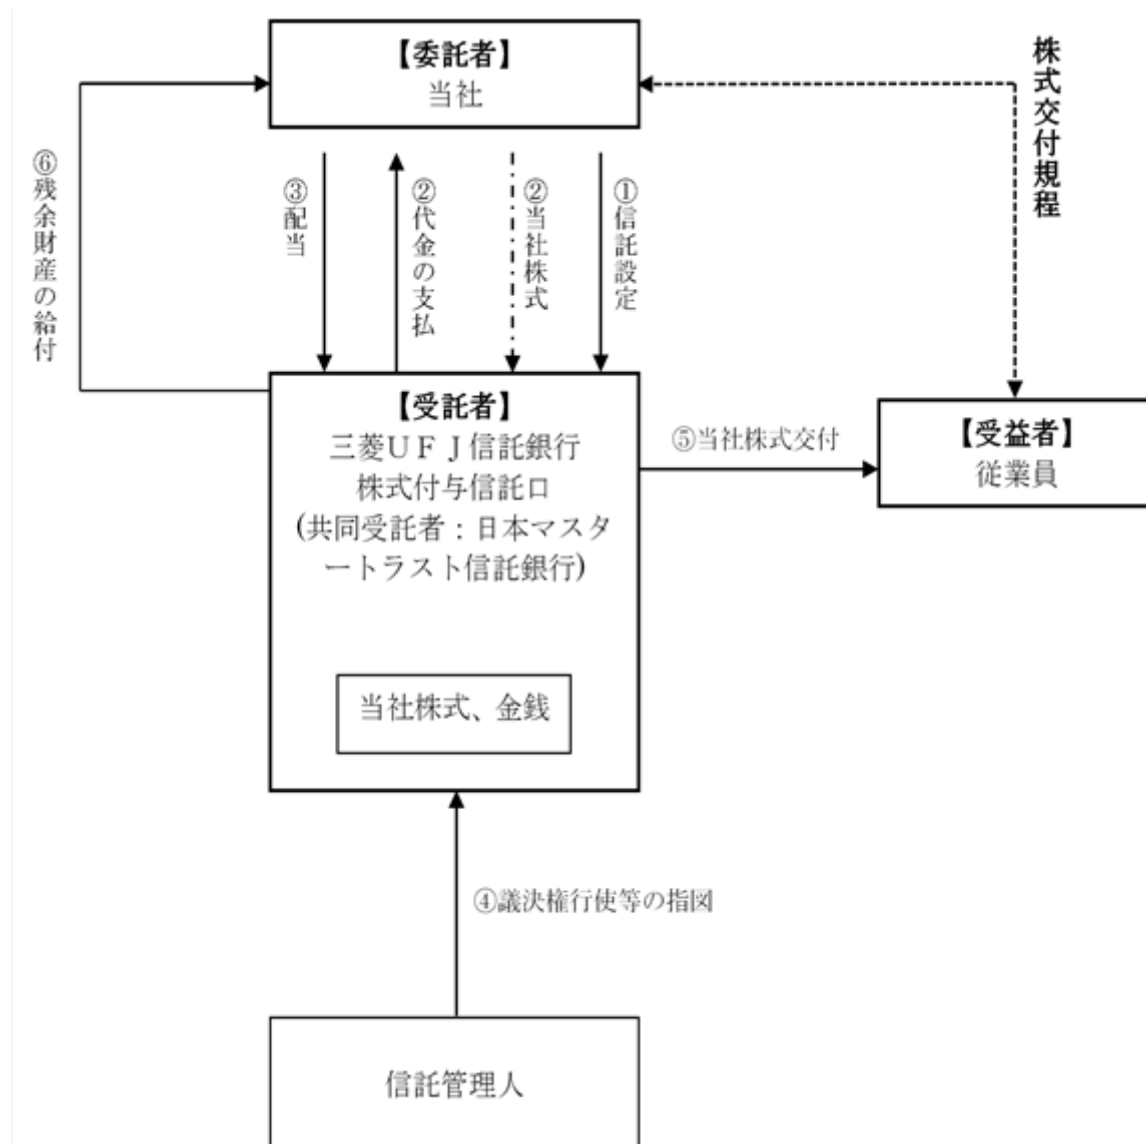 【委託者】
当社
株式交付規程
⑥残余財産の給付
③配当
②代金の支払
②当社株式
①信託設定
【受託者】
三菱ＵＦＪ信託銀行
株式付与信託口
(共同受託者：日本マスタ
ートラスト信託銀行)
当社株式、金銭
⑤当社株式交付
【受益者】
従業員
④議決権行使等の指図
信託管理人